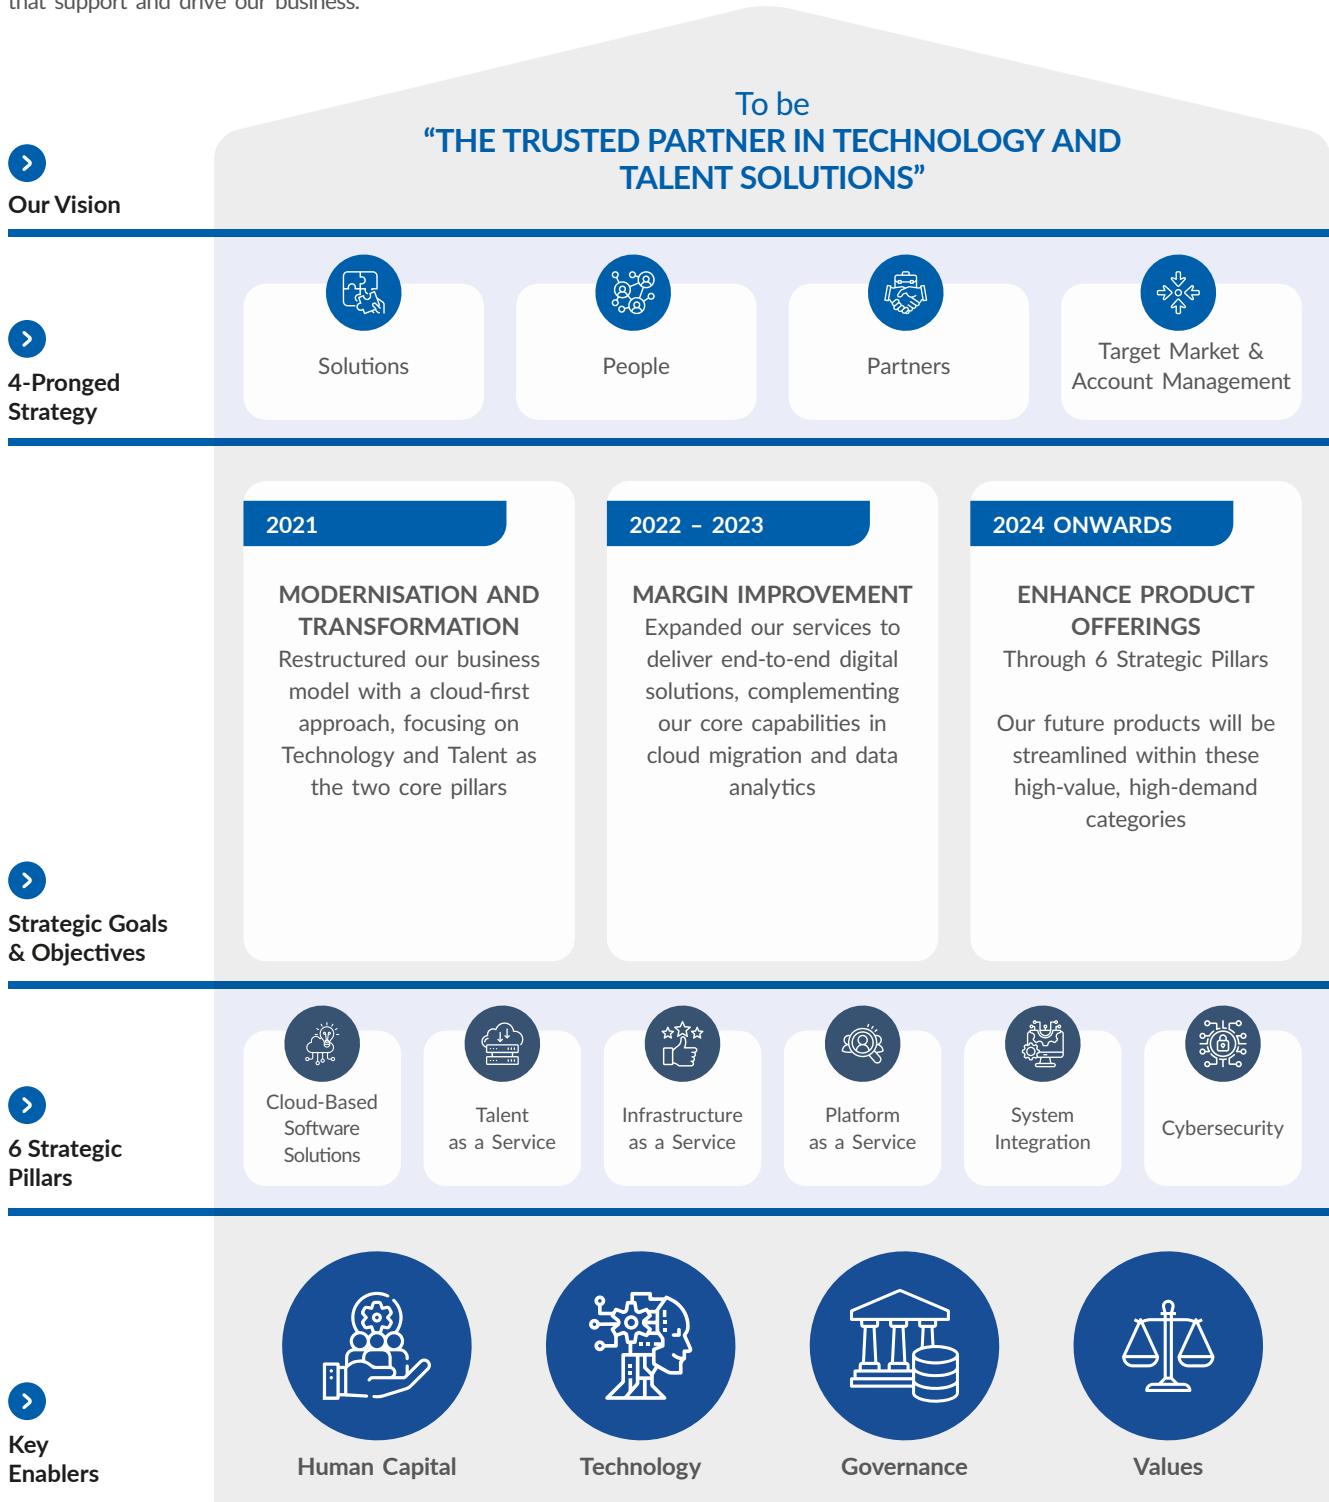 that support and drive our business.
To be
“THE TRUSTED PARTNER IN TECHNOLOGY AND
TALENT SOLUTIONS”
Our Vision
Solutions
People
Partners
Target Market &
Account Management
4-Pronged
Strategy
2021
MODERNISATION AND
TRANSFORMATION
Restructured our business
model with a cloud-first
approach, focusing on
Technology and Talent as
the two core pillars
2022 – 2023
MARGIN IMPROVEMENT
Expanded our services to
deliver end-to-end digital
solutions, complementing
our core capabilities in
cloud migration and data
analytics
2024 ONWARDS
ENHANCE PRODUCT
OFFERINGS
Through 6 Strategic Pillars
Our future products will be
streamlined within these
high-value, high-demand
categories
Strategic Goals
& Objectives
Cloud-Based
Software
Solutions
Talent
as a Service
Infrastructure
as a Service
Platform
as a Service
System
Integration
Cybersecurity
6 Strategic
Pillars
Human Capital
Technology
Governance
Values
Key
Enablers